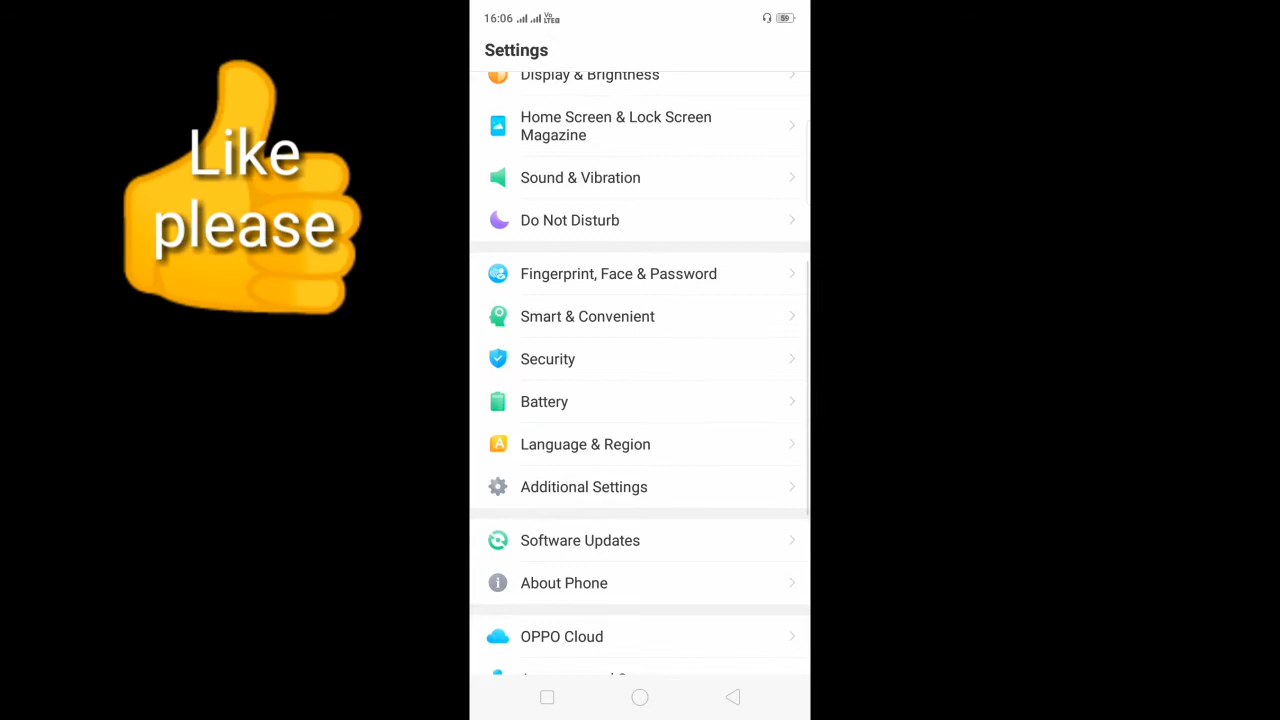 Like
please
16:06
59
Settings
Display & Brightness
Home Screen & Lock Screen
Magazine
Sound & Vibration
Do Not Disturb
Fingerprint, Face & Password
Smart & Convenient
Security
Battery
A
Language & Region
Additional Settings
Software Updates
About Phone
OPPO Cloud